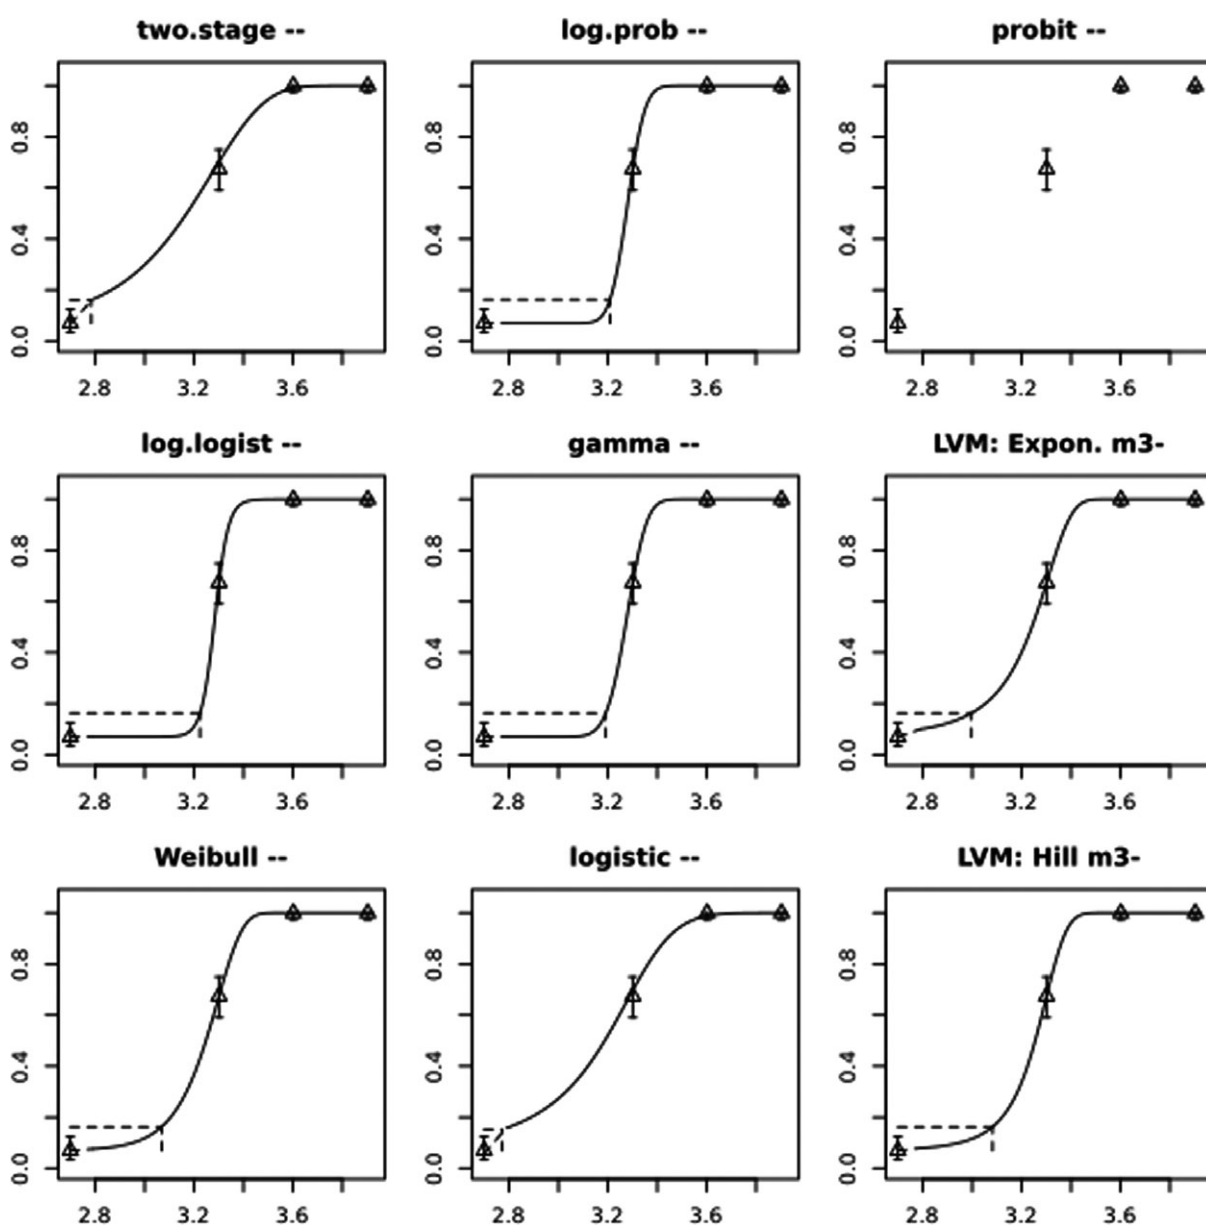 two.stage -- log.prob -- probit --
0.8 0.8 0.8
0.4 0.4 0.4
0.0 0.0 0.0
2.8 3.2 3.6 2.8 3.2 3.6 2.8 3.2 3.6
log.logist -- gamma -- LVM: Expon. m3-
0.8 0.8 0.8
0.4 0.4 0.4
0.0 0.0 0.0
2.8 3.2 3.6 2.8 3.2 3.6 2.8 3.2 3.6
Weibull -- logistic -- LVM: Hill m3-
0.8 0.8 0.8
0.4 0.4 0.4
0.0 0.0 0.0
2.8 3.2 3.6 2.8 3.2 3.6 2.8 3.2 3.6